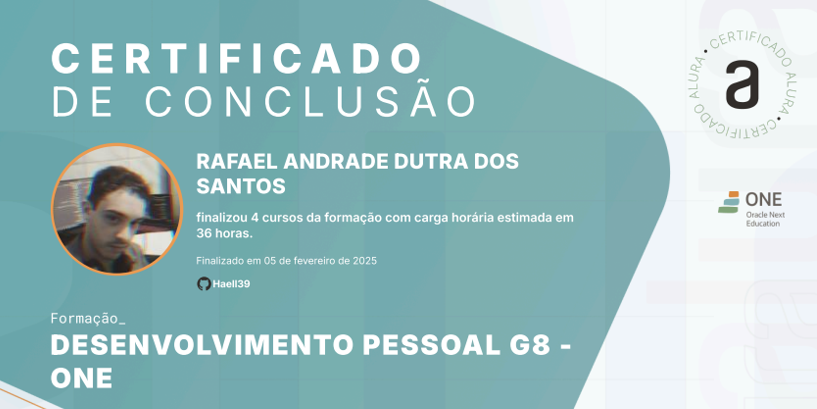 CERTIFICADO
DE CONCLUSÃO
CERTIFICADO ALURA • CERTIFICADO ALURA •
a
RAFAEL ANDRADE DUTRA DOS
SANTOS
finalizou 4 cursos da formação com carga horária estimada em
36 horas.
Finalizado em 05 de fevereiro de 2025
Haell39
ONE
Oracle Next
Education
Formação_
DESENVOLVIMENTO PESSOAL G8 -
ONE